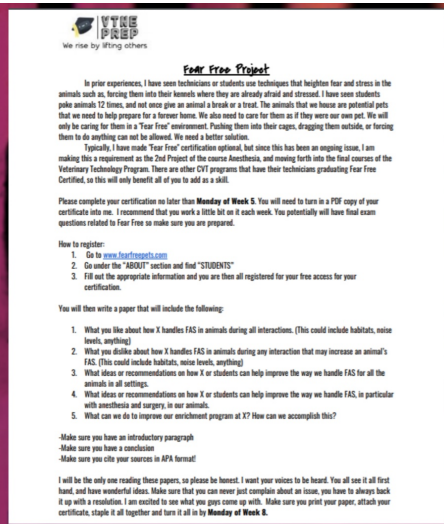 VTNE
PREP
We rise by lifting others
Fear Free Project
In prior experiences, I have seen technicians or students use techniques that heighten fear and stress in the
animals such as, forcing them into their kennels where they are already afraid and stressed. I have seen students
poke animals 12 times, and not once give an animal a break or a treat. The animals that we house are potential pets
that we need to help prepare for a forever home. We also need to care for them as if they were our own pet. We will
only be caring for them in a "Fear Free" environment. Pushing them into their cages, dragging them outside, or forcing
them to do anything can not be allowed. We need a better solution.
Typically, I have made "Fear Free" certification optional, but since this has been an ongoing issue, I am
making this a requirement as the 2nd Project of the course Anesthesia, and moving forth into the final courses of the
Veterinary Technology Program. There are other CVT programs that have their technicians graduating Fear Free
Certified, so this will only benefit all of you to add as a skill.
Please complete your certification no later than Monday of Week 5. You will need to turn in a PDF copy of your
certificate into me. I recommend that you work a little bit on it each week. You potentially will have final exam
questions related to Fear Free so make sure you are prepared.
How to register:
1. Go to www.fearfreepets.com
2. Go under the "ABOUT" section and find "STUDENTS"
3. Fill out the appropriate information and you are then all registered for your free access for your
certification.
You will then write a paper that will include the following:
1. What you like about how X handles FAS in animals during all interactions. (This could include habitats, noise
levels, anything)
2. What you dislike about how X handles FAS in animals during any interaction that may increase an animal's
FAS. (This could include habitats, noise levels, anything)
3. What ideas or recommendations on how X or students can help improve the way we handle FAS for all the
animals in all settings.
4. What ideas or recommendations on how X or students can help improve the way we handle FAS, in particular
with anesthesia and surgery, in our animals.
5. What can we do to improve our enrichment program at X? How can we accomplish this?
-Make sure you have an introductory paragraph
-Make sure you have a conclusion
-Make sure you cite your sources in APA format!
I will be the only one reading these papers, so please be honest. I want your voices to be heard. You all see it all first
hand, and have wonderful ideas. Make sure that you can never just complain about an issue, you have to always back
it up with a resolution. I am excited to see what you guys come up with. Make sure you print your paper, attach your
certificate, staple it all together and turn it all in by Monday of Week 8.